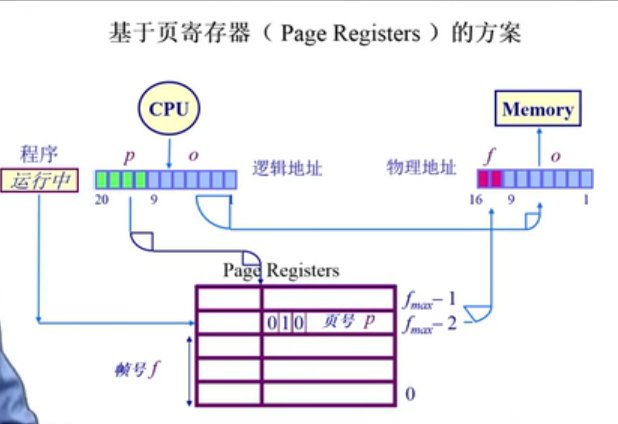 基于页寄存器（ Page Registers ）的方案
CPU
Memory
程序
p
o
逻辑地址
物理地址
f
o
运行中
20
9
1
16
9
1
Page Registers
f max − 1
0 1 0 页号 p
f max − 2
帧号 f
0